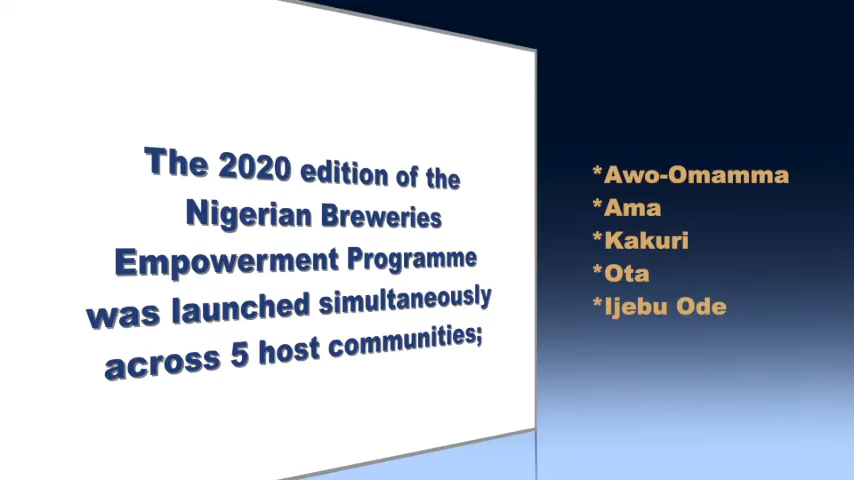 The 2020 edition of the
Nigerian Breweries
Empowerment Programme
was launched simultaneously
across 5 host communities;
*Awo-Omamma
*Ama
*Kakuri
*Ota
*Ijebu Ode